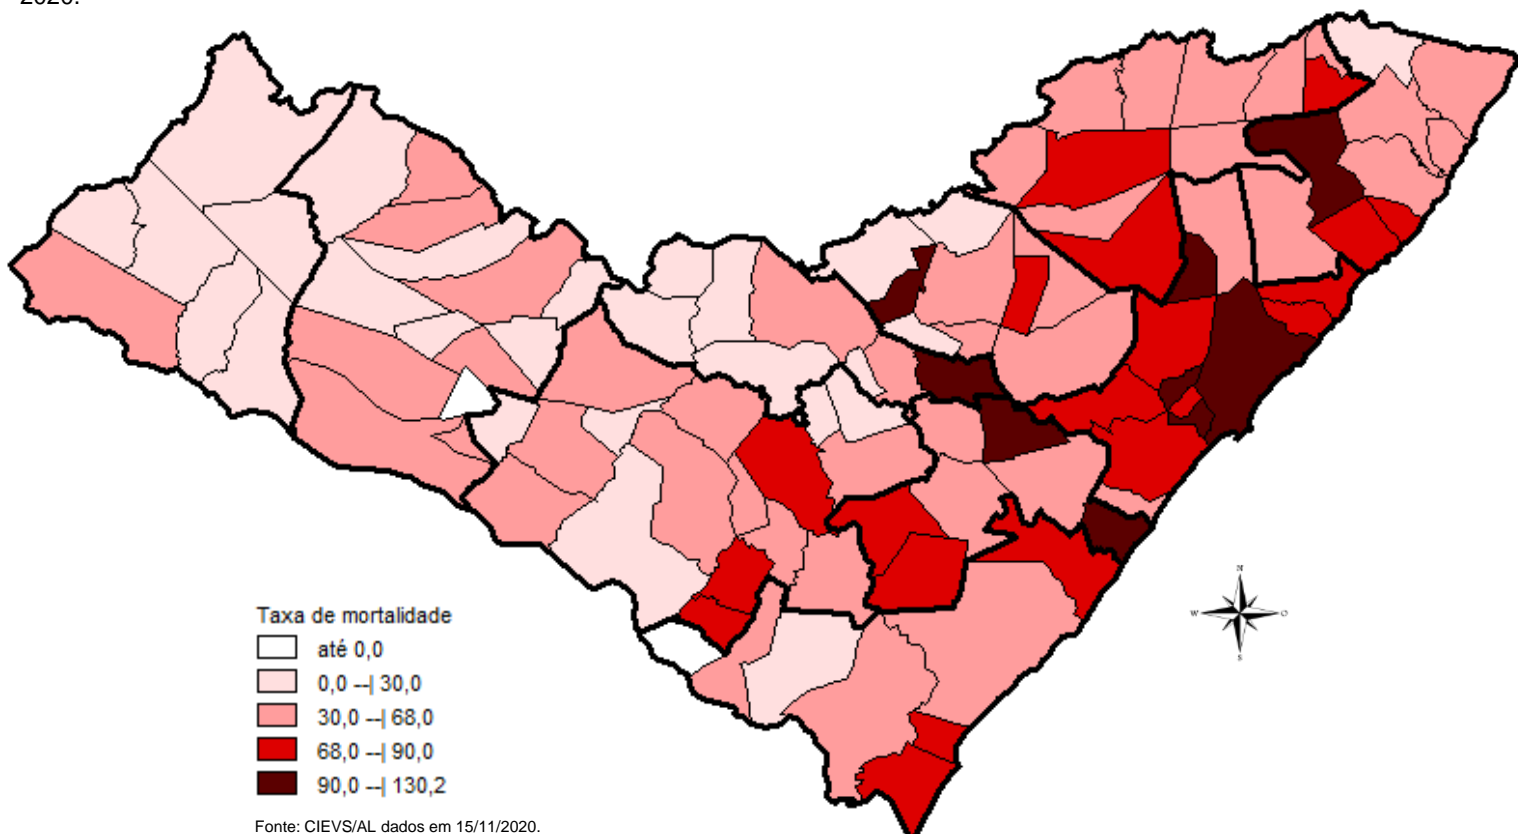 2020.
N
W
O
S
Taxa de mortalidade
até 0,0
0,0 --| 30,0
30,0 --| 68,0
68,0 --| 90,0
90,0 --| 130,2
Fonte: CIEVS/AL dados em 15/11/2020.